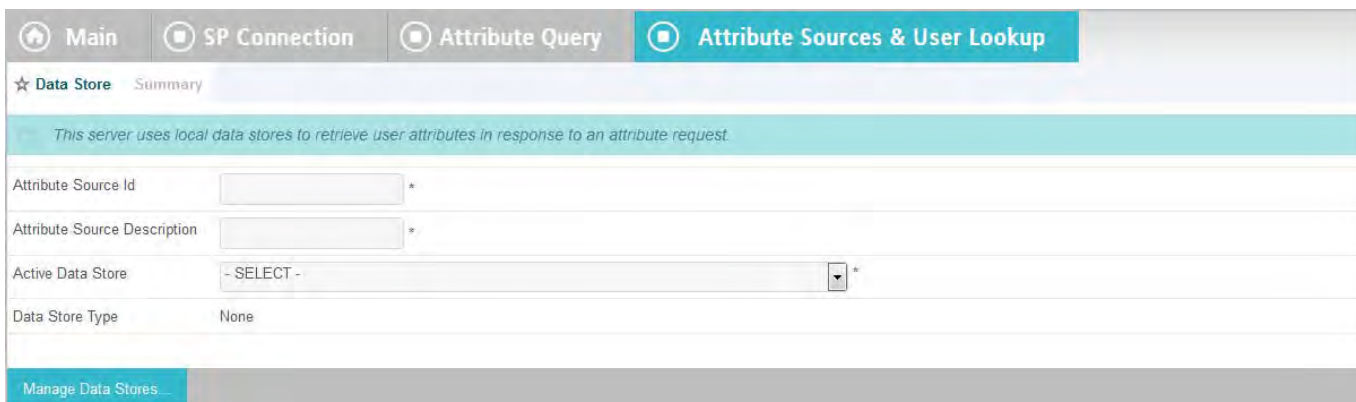 Main SP Connection Attribute Query Attribute Sources & User Lookup
Data Store Summary
This server uses local data stores to retrieve user attributes in response to an attribute request.
Attribute Source Id *
Attribute Source Description *
Active Data Store - SELECT - *
Data Store Type None
Manage Data Stores...